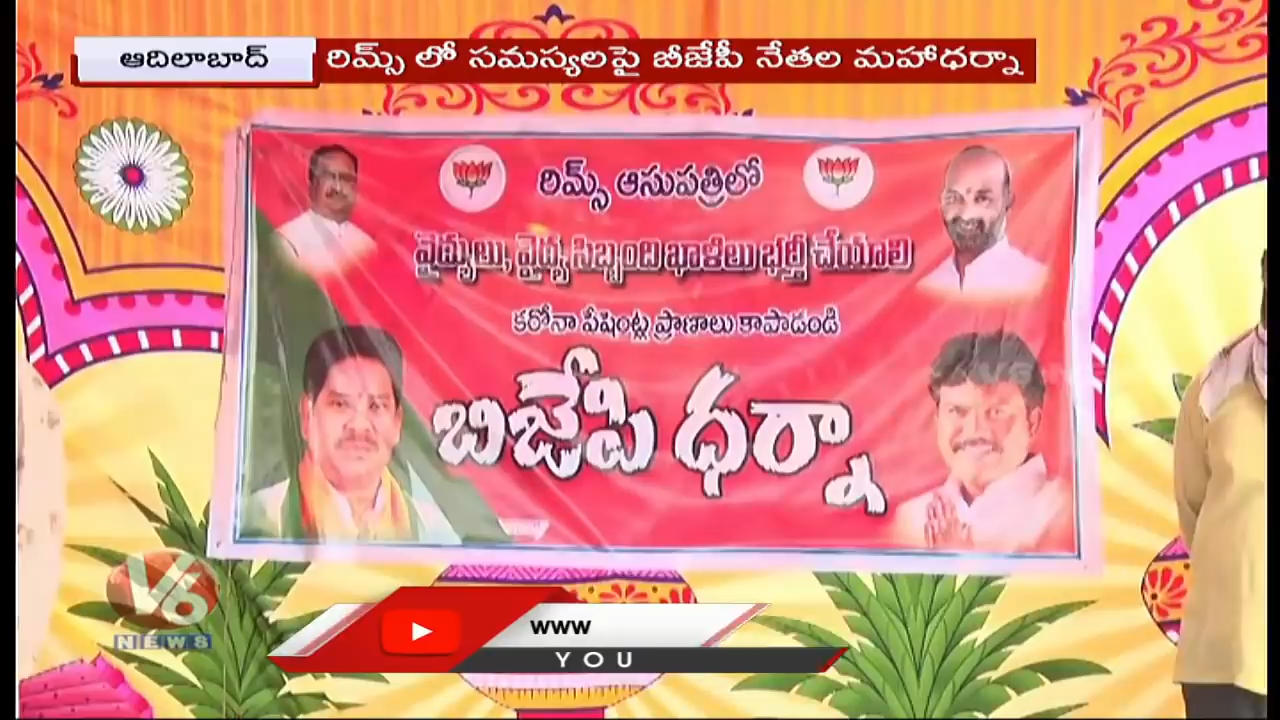 ఆదిలాబాద్
రిమ్స్ లో సమస్యలపై బీజేపీ నేతల మహాధర్నా
రిమ్స్ ఆసుపత్రిలో
వైద్యులు, వైద్య సిబ్బంది ఖాళీలు భర్తీ చేయాలి
కరోనా పేషంట్ల ప్రాణాలు కాపాడండి
బిజేపి ధర్నా
V6
NEWS
www
YOU